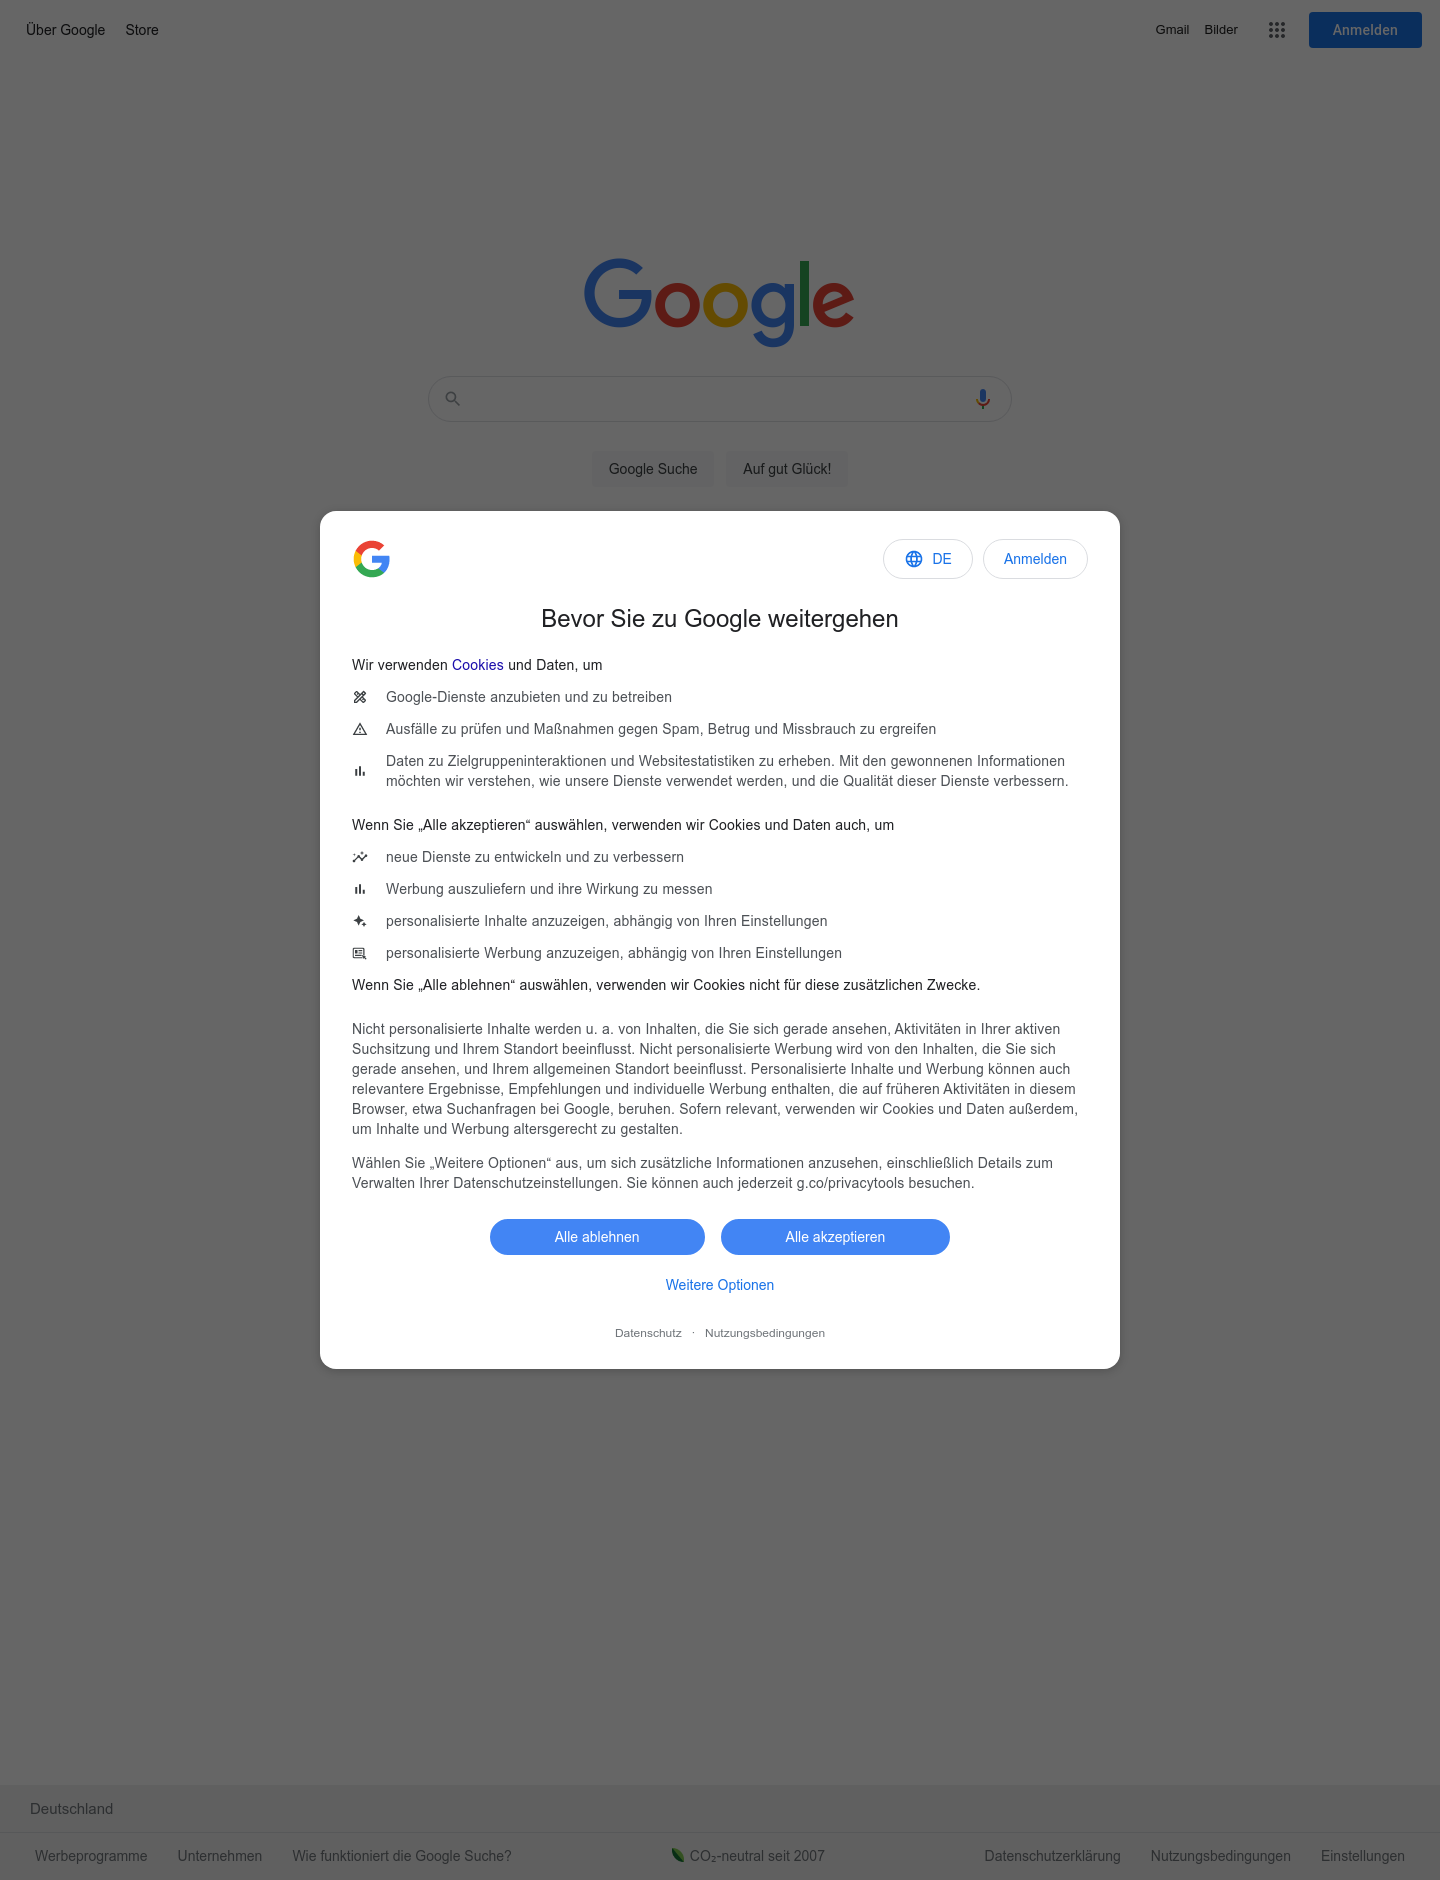 Über Google Store Gmail Bilder Anmelden
Google
Google Suche Auf gut Glück!
DE Anmelden
Bevor Sie zu Google weitergehen
Wir verwenden Cookies und Daten, um
Google-Dienste anzubieten und zu betreiben
Ausfälle zu prüfen und Maßnahmen gegen Spam, Betrug und Missbrauch zu ergreifen
Daten zu Zielgruppeninteraktionen und Websitestatistiken zu erheben. Mit den gewonnenen Informationen
möchten wir verstehen, wie unsere Dienste verwendet werden, und die Qualität dieser Dienste verbessern.
Wenn Sie „Alle akzeptieren“ auswählen, verwenden wir Cookies und Daten auch, um
neue Dienste zu entwickeln und zu verbessern
Werbung auszuliefern und ihre Wirkung zu messen
personalisierte Inhalte anzuzeigen, abhängig von Ihren Einstellungen
personalisierte Werbung anzuzeigen, abhängig von Ihren Einstellungen
Wenn Sie „Alle ablehnen“ auswählen, verwenden wir Cookies nicht für diese zusätzlichen Zwecke.
Nicht personalisierte Inhalte werden u. a. von Inhalten, die Sie sich gerade ansehen, Aktivitäten in Ihrer aktiven
Suchsitzung und Ihrem Standort beeinflusst. Nicht personalisierte Werbung wird von den Inhalten, die Sie sich
gerade ansehen, und Ihrem allgemeinen Standort beeinflusst. Personalisierte Inhalte und Werbung können auch
relevantere Ergebnisse, Empfehlungen und individuelle Werbung enthalten, die auf früheren Aktivitäten in diesem
Browser, etwa Suchanfragen bei Google, beruhen. Sofern relevant, verwenden wir Cookies und Daten außerdem,
um Inhalte und Werbung altersgerecht zu gestalten.
Wählen Sie „Weitere Optionen“ aus, um sich zusätzliche Informationen anzusehen, einschließlich Details zum
Verwalten Ihrer Datenschutzeinstellungen. Sie können auch jederzeit g.co/privacytools besuchen.
Alle ablehnen Alle akzeptieren
Weitere Optionen
Datenschutz · Nutzungsbedingungen
Deutschland
Werbeprogramme Unternehmen Wie funktioniert die Google Suche? CO₂-neutral seit 2007 Datenschutzerklärung Nutzungsbedingungen Einstellungen